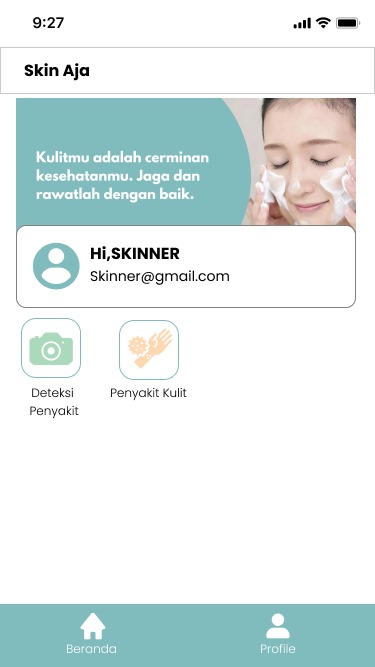 9:27
Skin Aja
Kulitmu adalah cerminan
kesehatanmu. Jaga dan
rawatlah dengan baik.
Hi,SKINNER
Skinner@gmail.com
Deteksi
Penyakit
Penyakit Kulit
Beranda
Profile